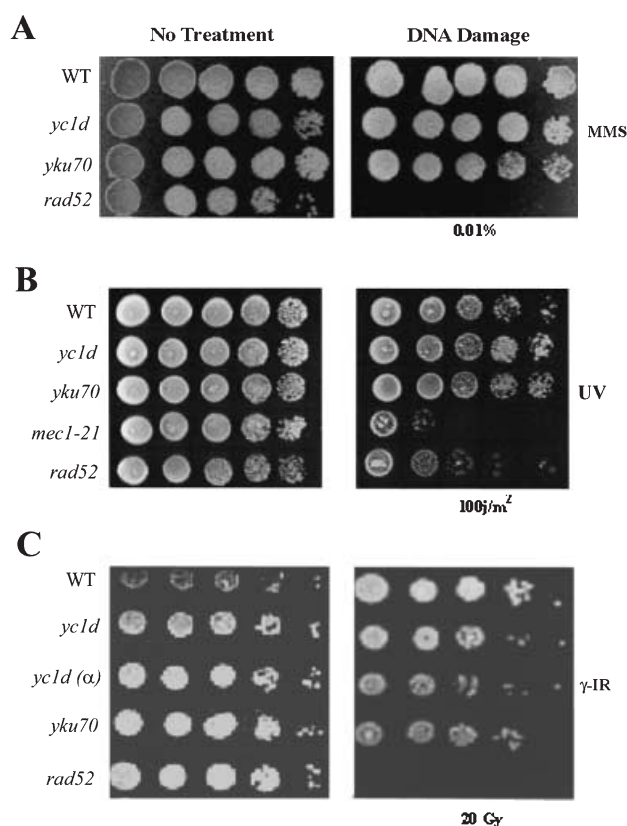 A
No Treatment
DNA Damage
WT
yc1d
yku70
rad52
MMS
0.01%
B
WT
yc1d
yku70
mec1-21
rad52
UV
100j/m²
C
WT
yc1d
yc1d (α)
yku70
rad52
γ-IR
20 Gy